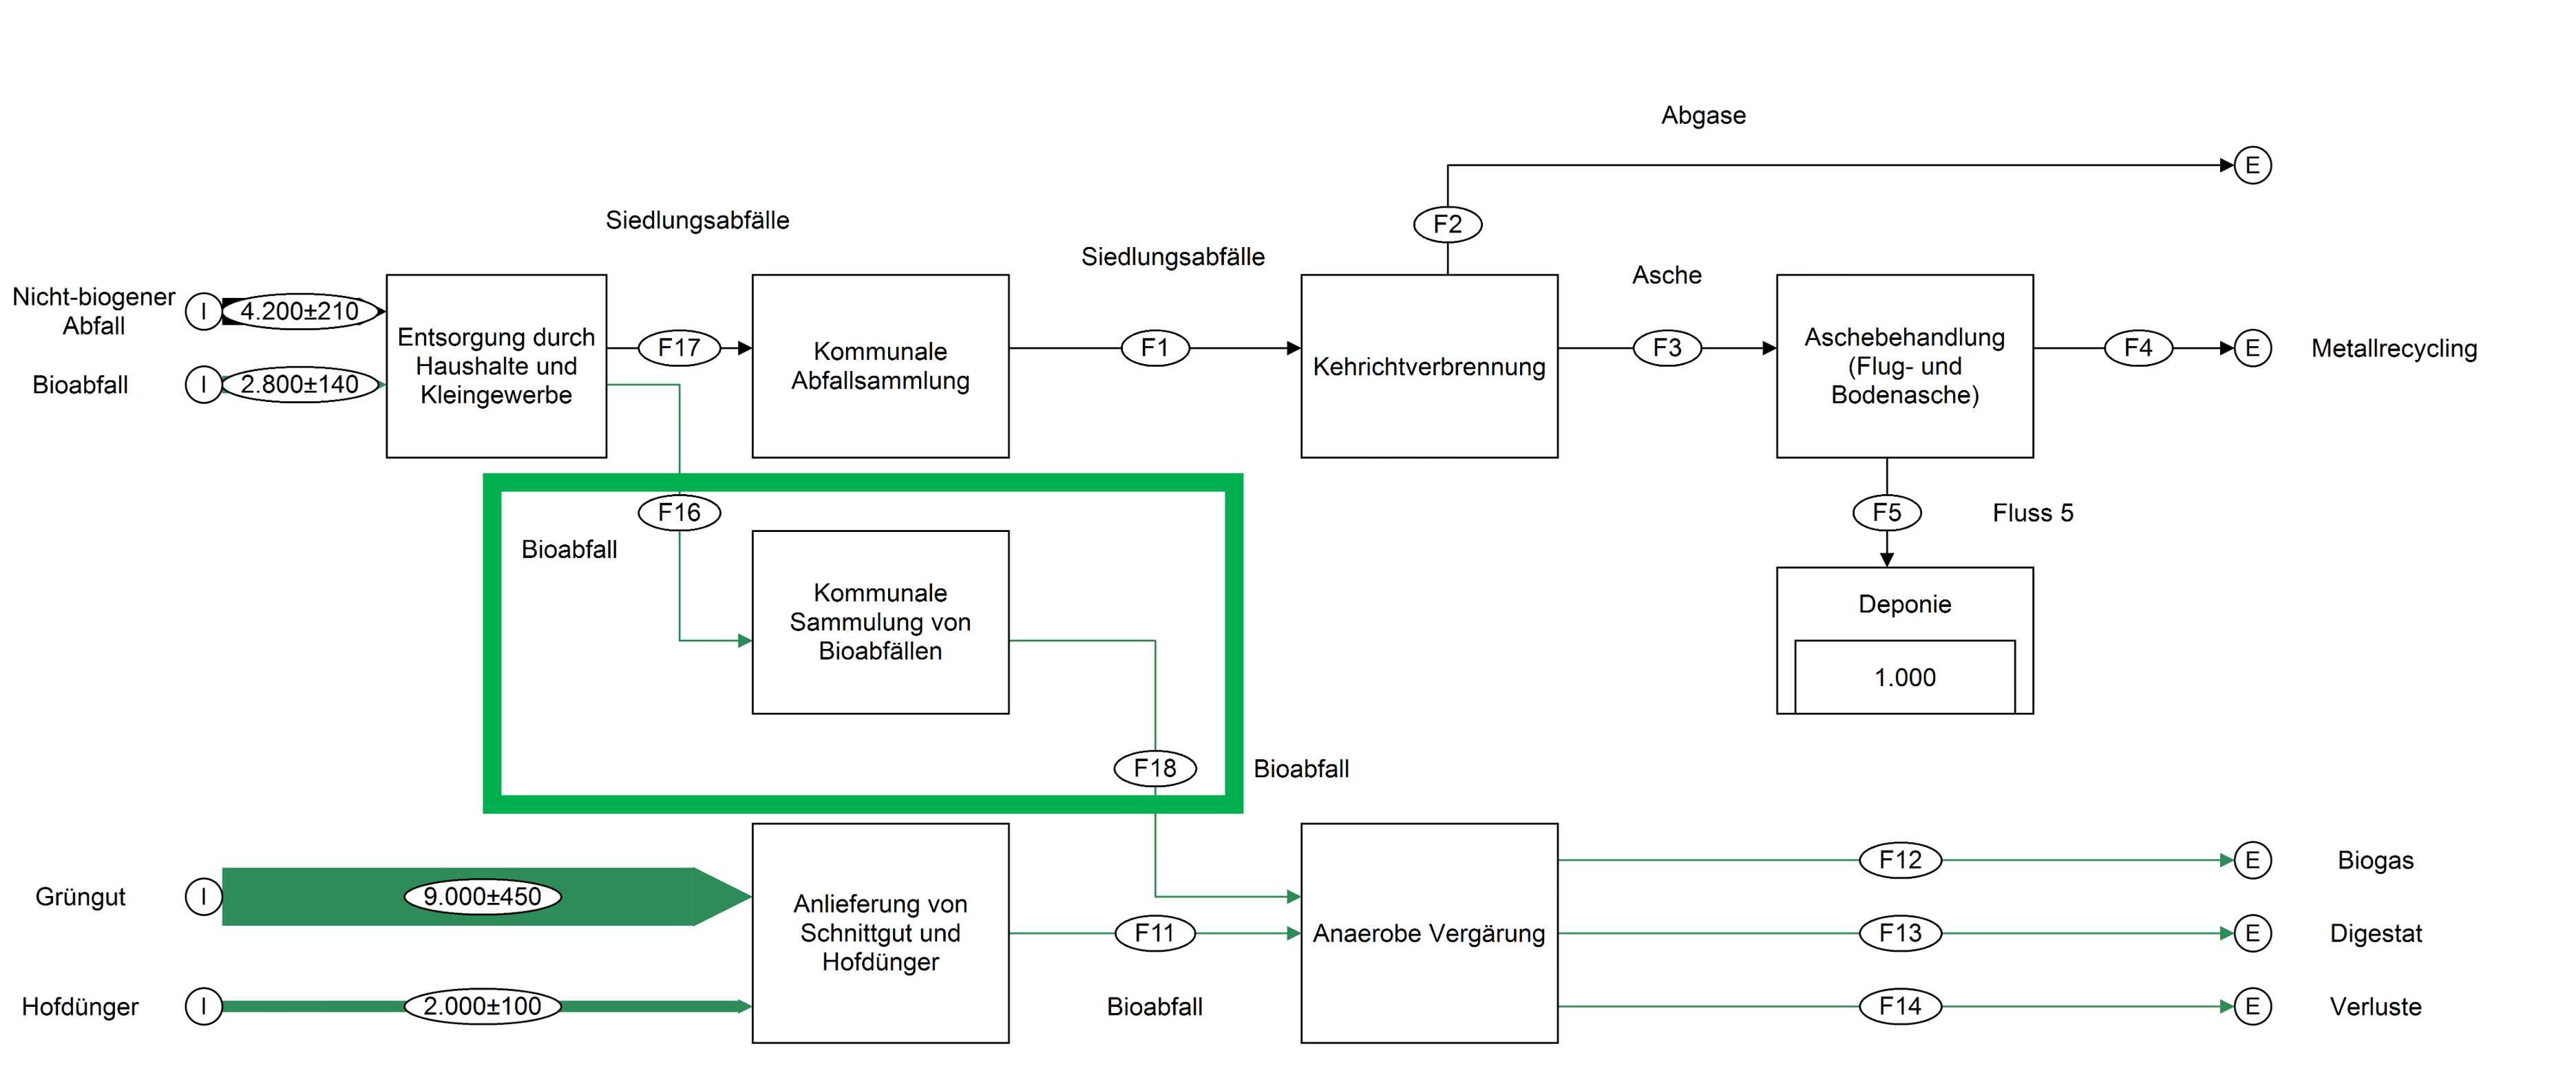 Abgase
E
F2
Siedlungsabfälle
Siedlungsabfälle
Asche
Nicht-biogener
Abfall
I
4.200±210
Bioabfall
I
2.800±140
Entsorgung durch
Haushalte und
Kleingewerbe
F17
Kommunale
Abfallsammlung
F1
Kehrichtverbrennung
F3
Aschebehandlung
(Flug- und
Bodenasche)
F4
E
Metallrecycling
F16
Bioabfall
F5
Fluss 5
Kommunale
Sammulung von
Bioabfällen
Deponie
1.000
F18
Bioabfall
Grüngut
I
9.000±450
Hofdünger
I
2.000±100
Anlieferung von
Schnittgut und
Hofdünger
F11
Bioabfall
Anaerobe Vergärung
F12
E
Biogas
F13
E
Digestat
F14
E
Verluste